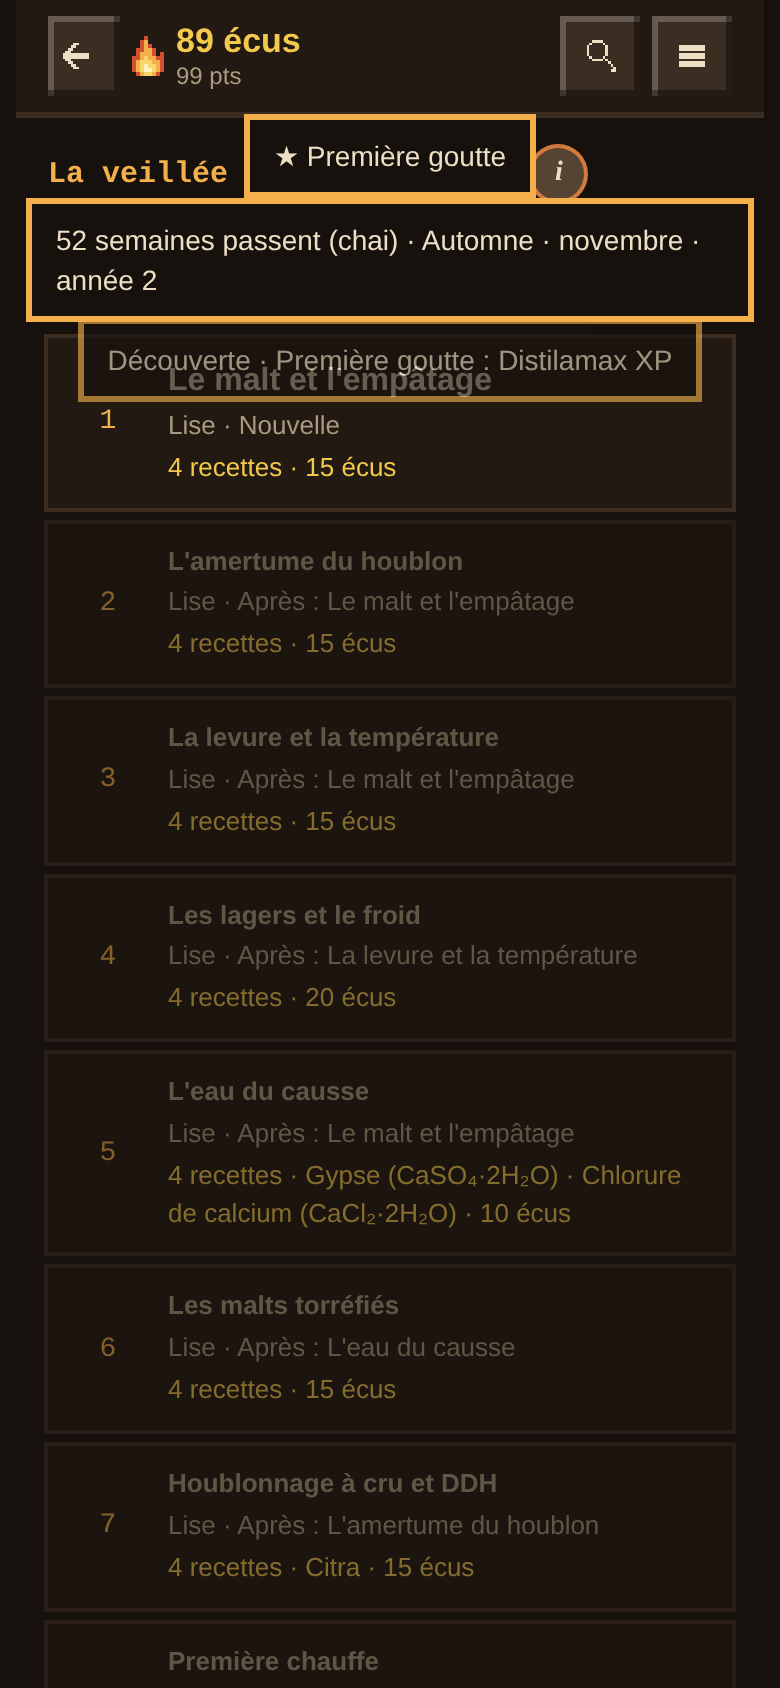 89 écus
99 pts
La veillée
★ Première goutte
i
52 semaines passent (chai) · Automne · novembre ·
année 2
Découverte · Première goutte : Distilamax XP
Le malt et l'empâtage
1
Lise · Nouvelle
4 recettes · 15 écus
L'amertume du houblon
2
Lise · Après : Le malt et l'empâtage
4 recettes · 15 écus
La levure et la température
3
Lise · Après : Le malt et l'empâtage
4 recettes · 15 écus
Les lagers et le froid
4
Lise · Après : La levure et la température
4 recettes · 20 écus
L'eau du causse
5
Lise · Après : Le malt et l'empâtage
4 recettes · Gypse (CaSO₄·2H₂O) · Chlorure
de calcium (CaCl₂·2H₂O) · 10 écus
Les malts torréfiés
6
Lise · Après : L'eau du causse
4 recettes · 15 écus
Houblonnage à cru et DDH
7
Lise · Après : L'amertume du houblon
4 recettes · Citra · 15 écus
Première chauffe